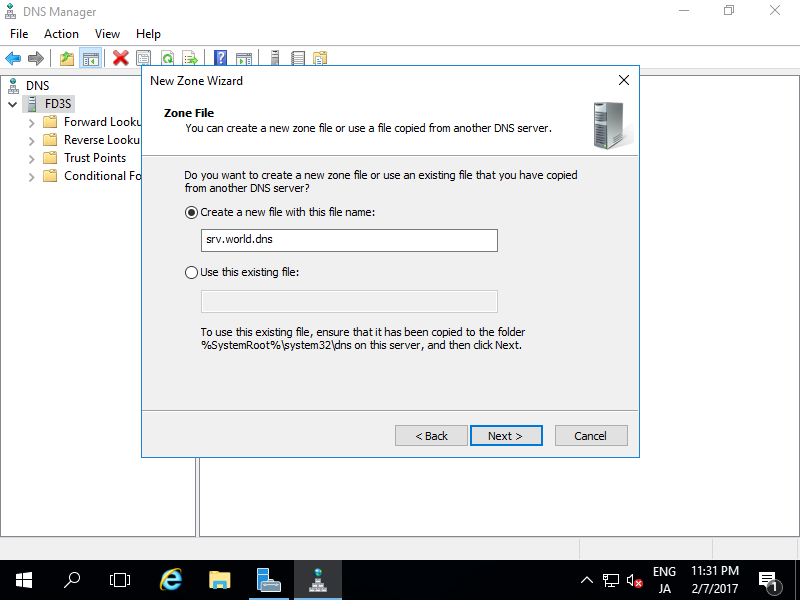 DNS Manager
File Action View Help
DNS
FD3S
Forward Looku
Reverse Looku
Trust Points
Conditional Fo
New Zone Wizard
Zone File
You can create a new zone file or use a file copied from another DNS server.
Do you want to create a new zone file or use an existing file that you have copied
from another DNS server?
Create a new file with this file name:
srv.world.dns
Use this existing file:
To use this existing file, ensure that it has been copied to the folder
%SystemRoot%\system32\dns on this server, and then click Next.
< Back Next > Cancel
ENG 11:31 PM
JA 2/7/2017
1